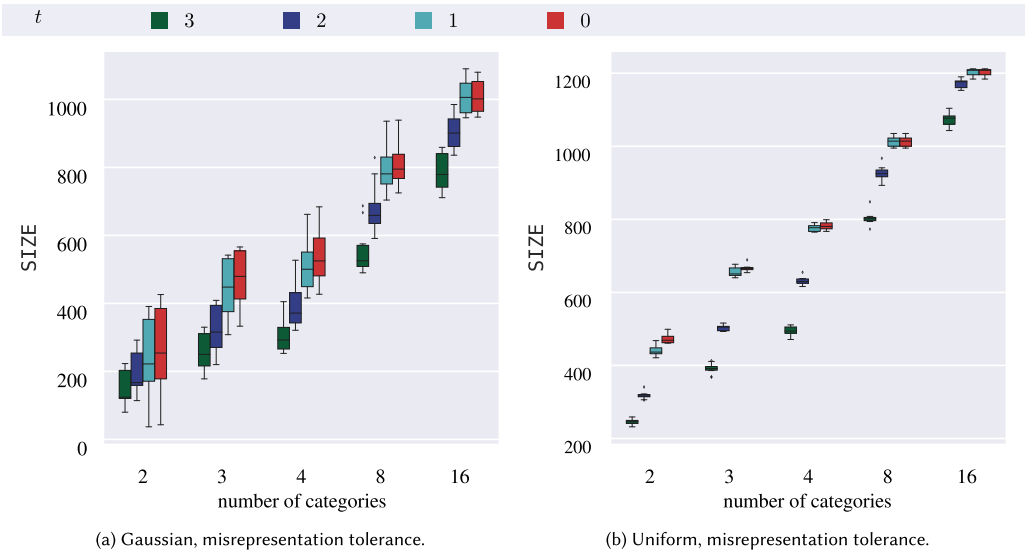 t 3 2 1 0
SIZE
1000
800
600
400
200
0
2 3 4 8 16
number of categories
(a) Gaussian, misrepresentation tolerance.
SIZE
1200
1000
800
600
400
200
2 3 4 8 16
number of categories
(b) Uniform, misrepresentation tolerance.